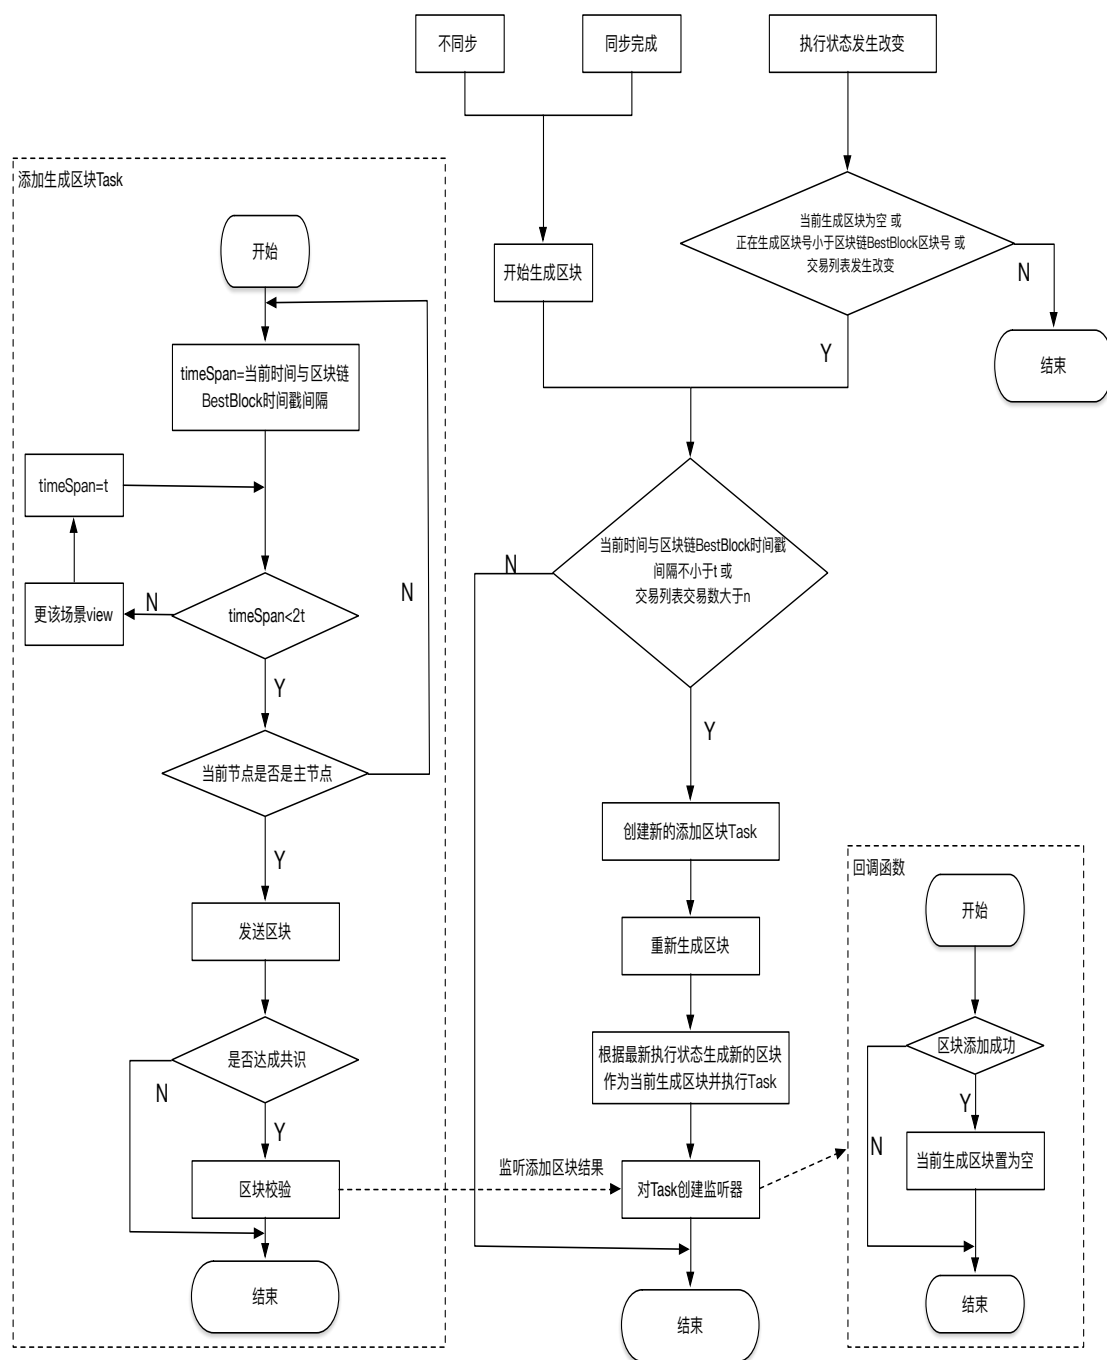 不同步
同步完成
执行状态发生改变
添加生成区块Task
开始
timeSpan=当前时间与区块链
BestBlock时间戳间隔
timeSpan=t
更该场景view
N
timeSpan<2t
N
Y
当前节点是否是主节点
Y
发送区块
是否达成共识
N
Y
区块校验
结束
开始生成区块
当前生成区块为空 或
正在生成区块号小于区块链BestBlock区块号 或
交易列表发生改变
N
Y
结束
当前时间与区块链BestBlock时间戳
间隔不小于t 或
交易列表交易数大于n
N
Y
创建新的添加区块Task
重新生成区块
根据最新执行状态生成新的区块
作为当前生成区块并执行Task
监听添加区块结果
对Task创建监听器
结束
回调函数
开始
区块添加成功
Y
N
当前生成区块置为空
结束